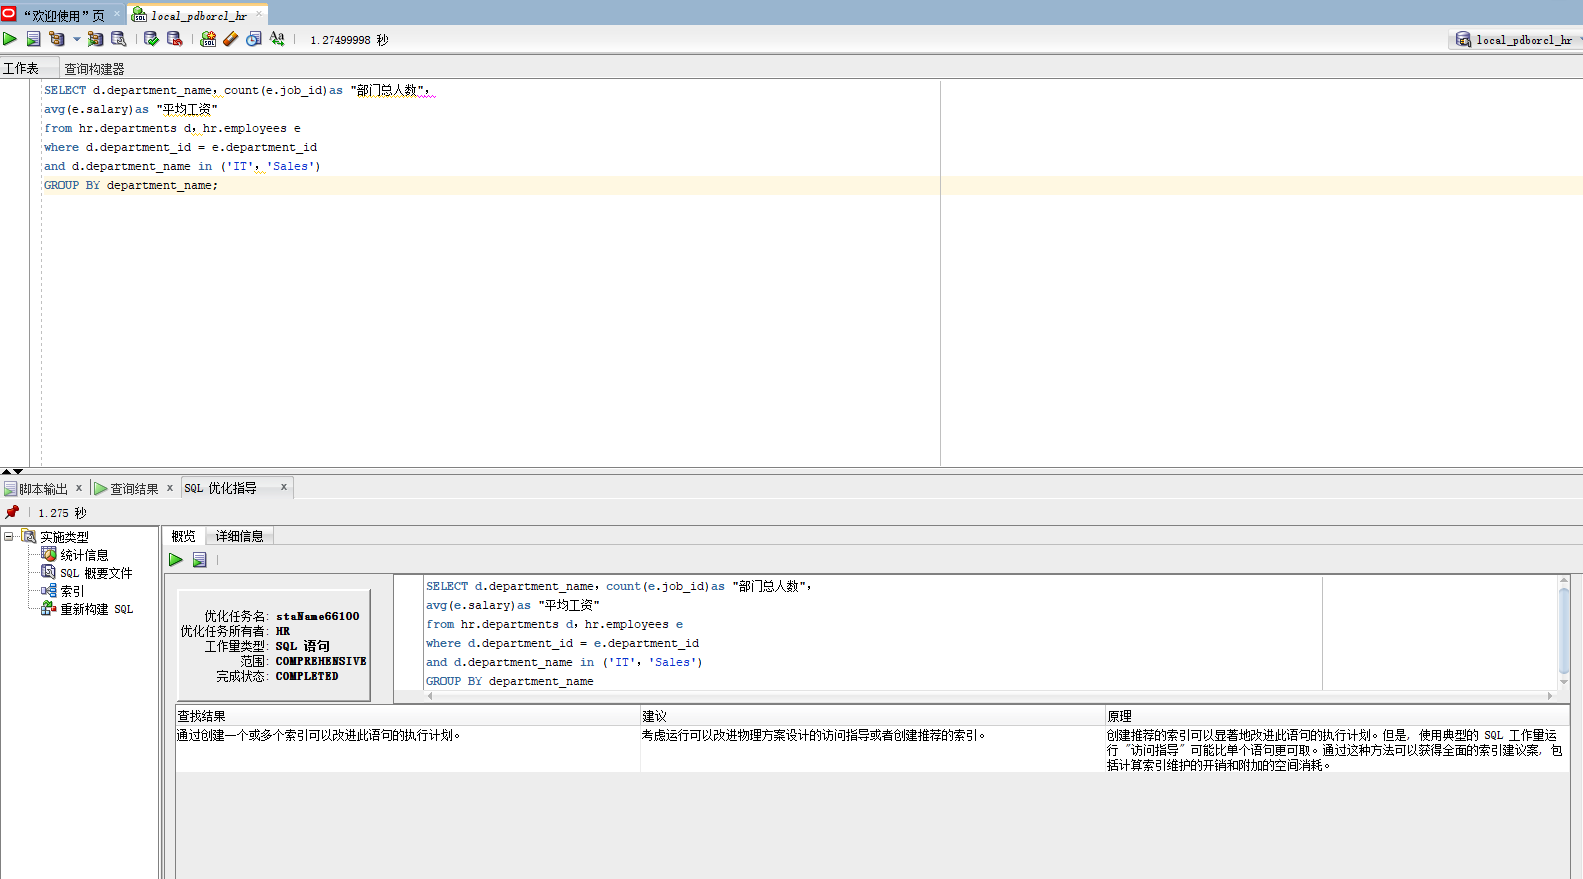 “欢迎使用”页
local_pdborcl_hr
1.27499998 秒
local_pdborcl_hr
工作表
查询构建器
SELECT d.department_name，count(e.job_id)as "部门总人数"，
avg(e.salary)as "平均工资"
from hr.departments d，hr.employees e
where d.department_id = e.department_id
and d.department_name in ('IT'，'Sales')
GROUP BY department_name;
脚本输出
查询结果
SQL 优化指导
1.275 秒
实施类型
统计信息
SQL 概要文件
索引
重新构建 SQL
概览
详细信息
优化任务名: staName66100
优化任务所有者: HR
工作量类型: SQL 语句
范围: COMPREHENSIVE
完成状态: COMPLETED
SELECT d.department_name，count(e.job_id)as "部门总人数"，
avg(e.salary)as "平均工资"
from hr.departments d，hr.employees e
where d.department_id = e.department_id
and d.department_name in ('IT'，'Sales')
GROUP BY department_name
查找结果
建议
原理
通过创建一个或多个索引可以改进此语句的执行计划。
考虑运行可以改进物理方案设计的访问指导或者创建推荐的索引。
创建推荐的索引可以显著地改进此语句的执行计划。但是, 使用典型的 SQL 工作量运
行 "访问指导" 可能比单个语句更可取。通过这种方法可以获得全面的索引建议案, 包
括计算索引维护的开销和附加的空间消耗。